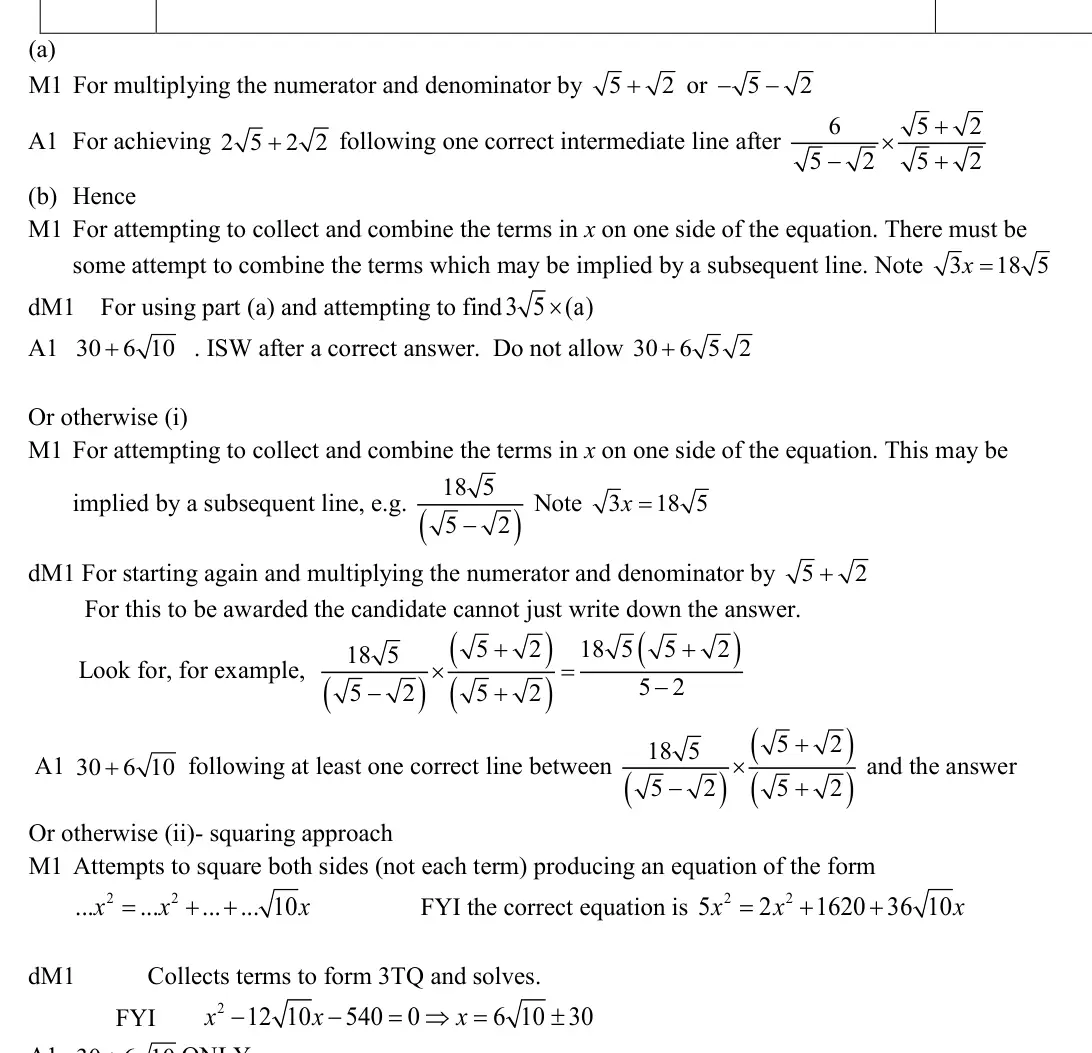 (a)
M1 For multiplying the numerator and denominator by √5 + √2 or −√5 − √2
A1 For achieving 2√5 + 2√2 following one correct intermediate line after 6/(√5 − √2) × (√5 + √2)/(√5 + √2)
(b) Hence
M1 For attempting to collect and combine the terms in x on one side of the equation. There must be
some attempt to combine the terms which may be implied by a subsequent line. Note √3x = 18√5
dM1 For using part (a) and attempting to find 3√5 × (a)
A1 30 + 6√10 . ISW after a correct answer. Do not allow 30 + 6√5√2
Or otherwise (i)
M1 For attempting to collect and combine the terms in x on one side of the equation. This may be
implied by a subsequent line, e.g. 18√5/(√5 − √2) Note √3x = 18√5
dM1 For starting again and multiplying the numerator and denominator by √5 + √2
For this to be awarded the candidate cannot just write down the answer.
Look for, for example, 18√5/(√5 − √2) × (√5 + √2)/(√5 + √2) = 18√5(√5 + √2)/(5 − 2)
A1 30 + 6√10 following at least one correct line between 18√5/(√5 − √2) × (√5 + √2)/(√5 + √2) and the answer
Or otherwise (ii)- squaring approach
M1 Attempts to square both sides (not each term) producing an equation of the form
...x² = ...x² + ... + ...√10x FYI the correct equation is 5x² = 2x² + 1620 + 36√10x
dM1 Collects terms to form 3TQ and solves.
FYI x² − 12√10x − 540 = 0 ⇒ x = 6√10 ± 30
A1 30 + 6√10 ONLY